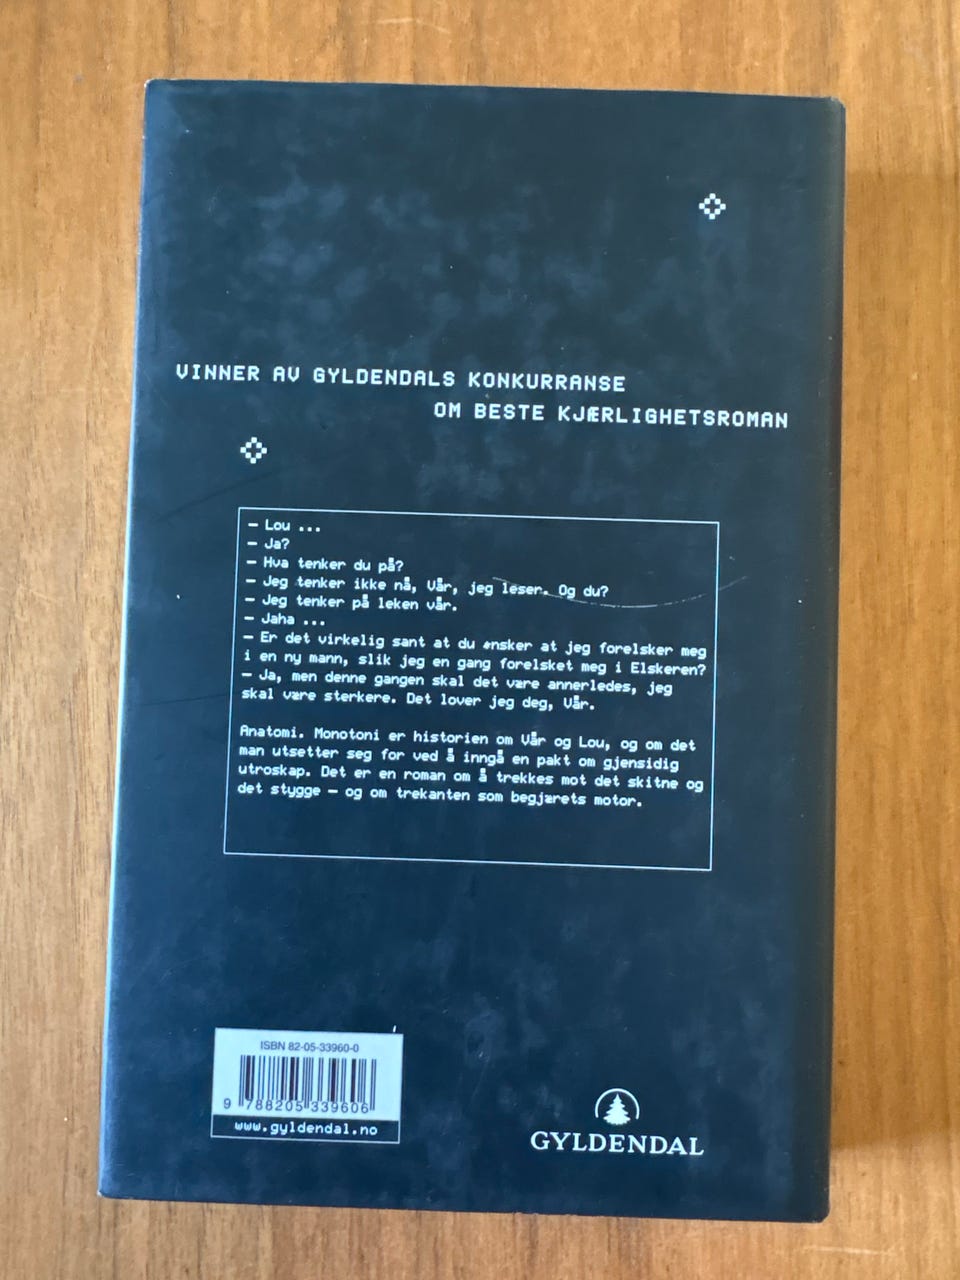 VINNER AV GYLDENDALS KONKURRANSE
OM BESTE KJÆRLIGHETSROMAN
– Lou ...
– Ja?
– Hva tenker du på?
– Jeg tenker ikke nå, Vår, jeg leser. Og du?
– Jeg tenker på leken vår.
– Jaha ...
– Er det virkelig sant at du ønsker at jeg forelsker meg
i en ny mann, slik jeg en gang forelsket meg i Elskeren?
– Ja, men denne gangen skal det være annerledes, jeg
skal være sterkere. Det lover jeg deg, Vår.
Anatomi. Monotoni er historien om Vår og Lou, og om det
man utsetter seg for ved å inngå en pakt om gjensidig
utroskap. Det er en roman om å trekkes mot det skitne og
det stygge – og om trekanten som begjærets motor.
ISBN 82-05-33960-0
9 788205 339606
www.gyldendal.no
GYLDENDAL